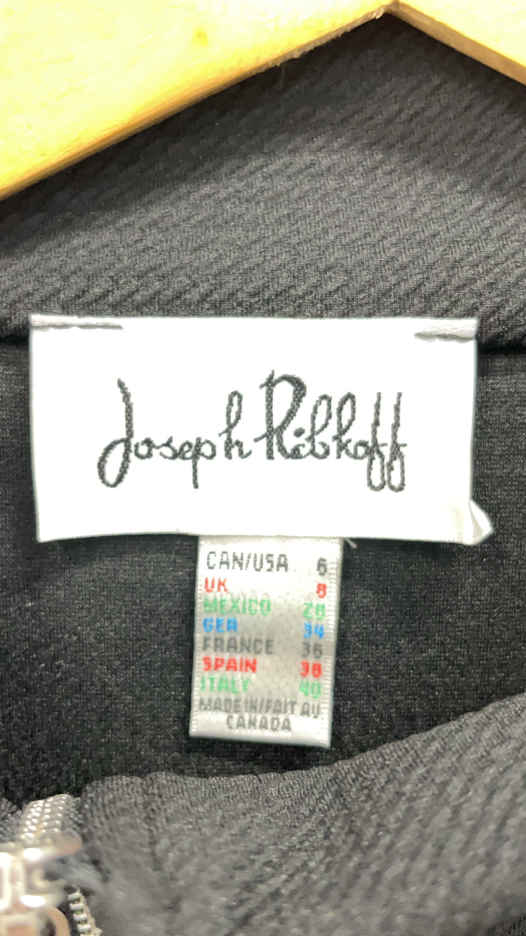 Joseph Ribkoff
CAN/USA 6
UK 8
MEXICO 28
GER 34
FRANCE 36
SPAIN 38
ITALY 40
MADE IN/FAIT AU
CANADA